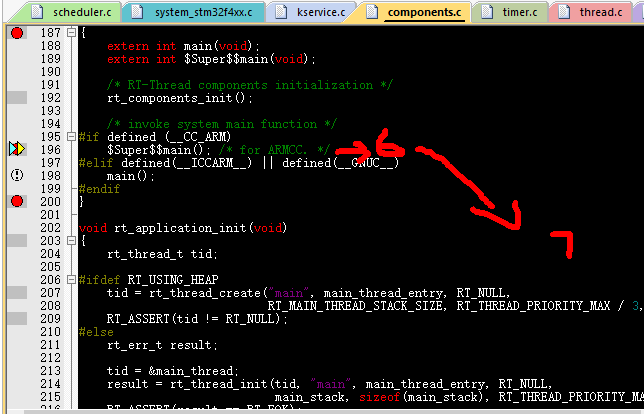 scheduler.c system_stm32f4xx.c kservice.c components.c timer.c thread.c
187 {
188 extern int main(void);
189 extern int $Super$$main(void);
190
191 /* RT-Thread components initialization */
192 rt_components_init();
193
194 /* invoke system main function */
195 #if defined (__CC_ARM)
196 $Super$$main(); /* for ARMCC. */ 6
197 #elif defined(__ICCARM__) || defined(__GNUC__)
198 main();
199 #endif
200 }
201
202 void rt_application_init(void) 7
203 {
204 rt_thread_t tid;
205
206 #ifdef RT_USING_HEAP
207 tid = rt_thread_create("main", main_thread_entry, RT_NULL,
208 RT_MAIN_THREAD_STACK_SIZE, RT_THREAD_PRIORITY_MAX / 3,
209 RT_ASSERT(tid != RT_NULL);
210 #else
211 rt_err_t result;
212
213 tid = &main_thread;
214 result = rt_thread_init(tid, "main", main_thread_entry, RT_NULL,
215 main_stack, sizeof(main_stack), RT_THREAD_PRIORITY_MA
216 RT_ASSERT(result == RT_EOK);